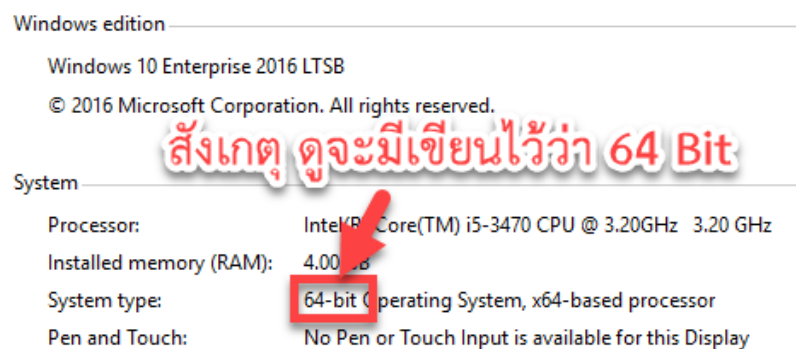 Windows edition
Windows 10 Enterprise 2016 LTSB
© 2016 Microsoft Corporation. All rights reserved.
สังเกตุ ดูจะมีเขียนไว้ว่า 64 Bit
System
Processor: Intel(R) Core(TM) i5-3470 CPU @ 3.20GHz 3.20 GHz
Installed memory (RAM): 4.00 GB
System type: 64-bit Operating System, x64-based processor
Pen and Touch: No Pen or Touch Input is available for this Display